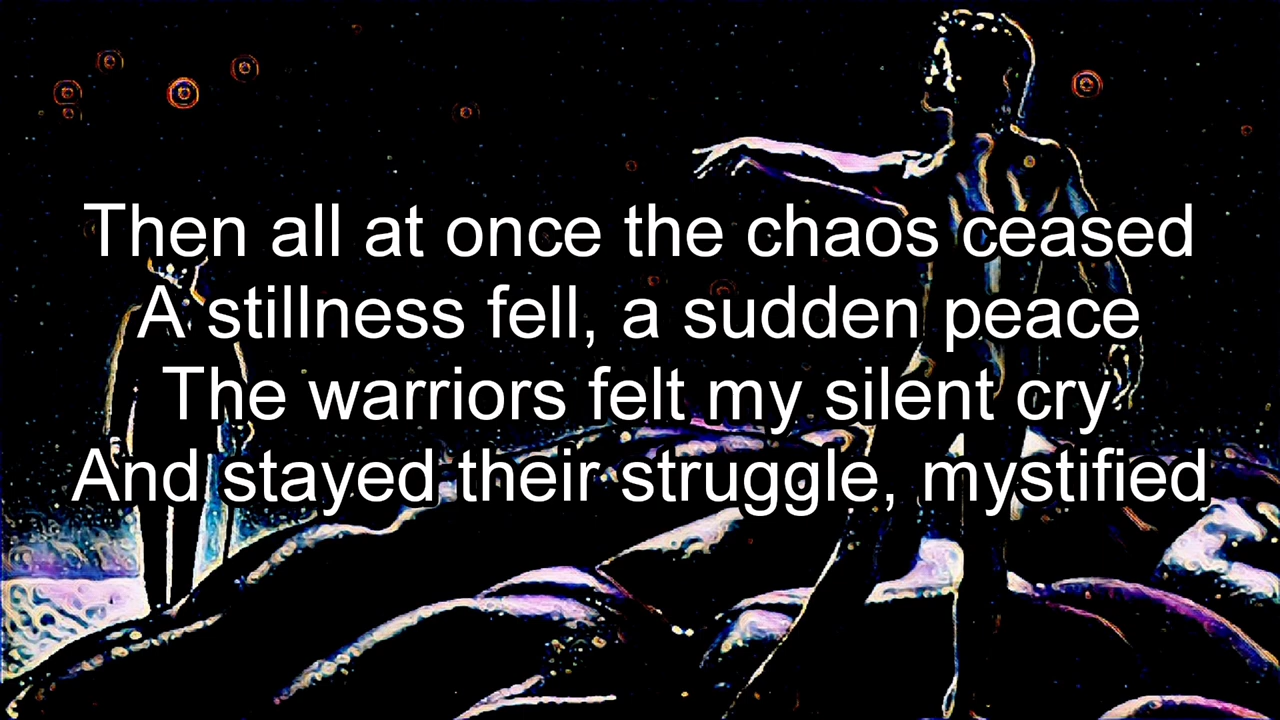 Then all at once the chaos ceased
A stillness fell, a sudden peace
The warriors felt my silent cry
And stayed their struggle, mystified